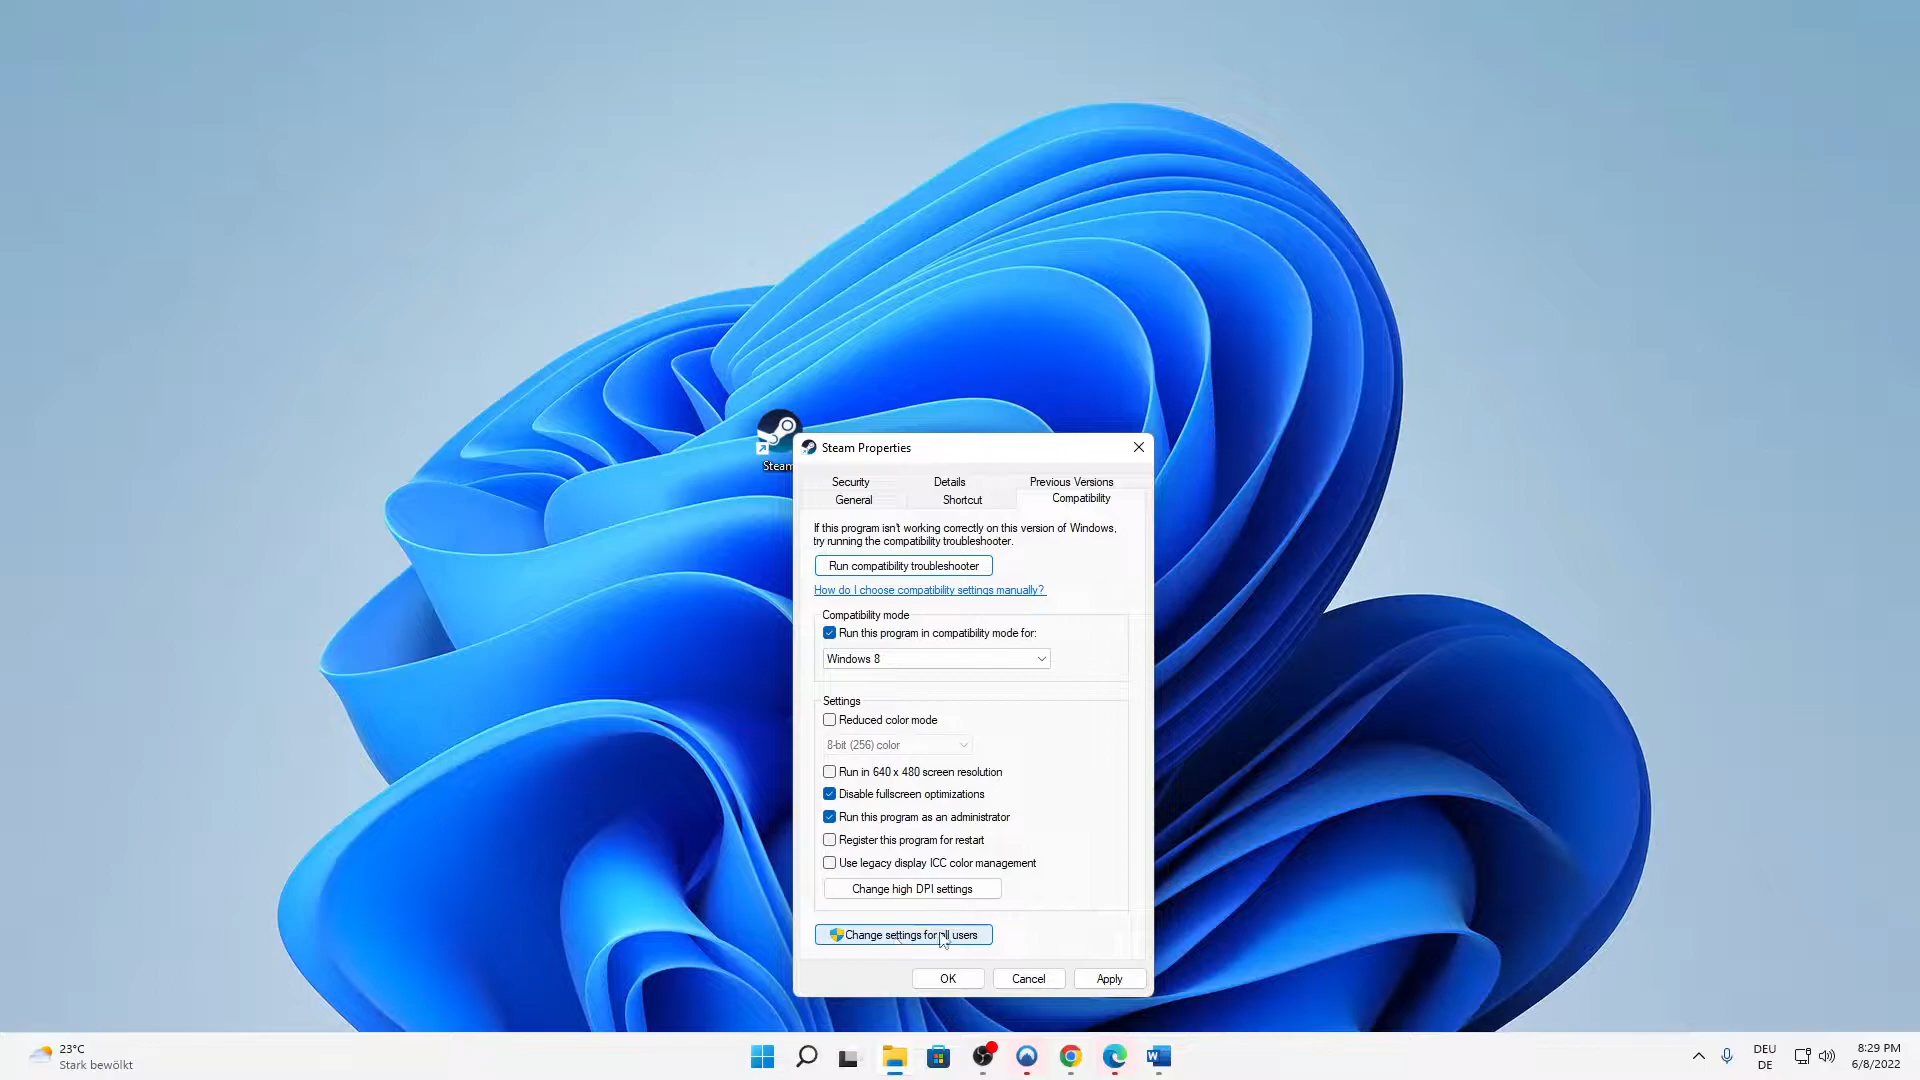 Steam
Steam Properties
Security
Details
Previous Versions
General
Shortcut
Compatibility
If this program isn't working correctly on this version of Windows,
try running the compatibility troubleshooter.
Run compatibility troubleshooter
How do I choose compatibility settings manually?
Compatibility mode
Run this program in compatibility mode for:
Windows 8
Settings
Reduced color mode
8-bit (256) color
Run in 640 x 480 screen resolution
Disable fullscreen optimizations
Run this program as an administrator
Register this program for restart
Use legacy display ICC color management
Change high DPI settings
Change settings for all users
OK
Cancel
Apply
23°C
Stark bewölkt
DEU
DE
8:29 PM
6/8/2022